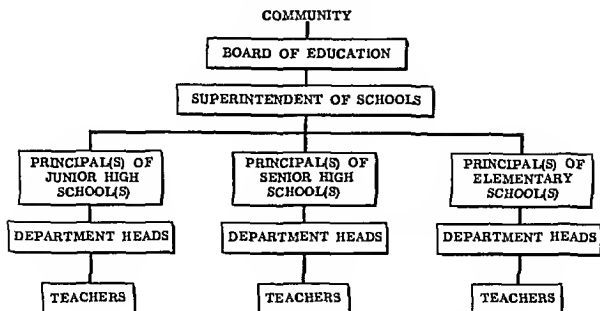 COMMUNITY
BOARD OF EDUCATION
SUPERINTENDENT OF SCHOOLS
PRINCIPAL(S) OF
JUNIOR HIGH
SCHOOL(S)
PRINCIPAL(S) OF
SENIOR HIGH
SCHOOL(S)
PRINCIPAL(S) OF
ELEMENTARY
SCHOOL(S)
DEPARTMENT HEADS
DEPARTMENT HEADS
DEPARTMENT HEADS
TEACHERS
TEACHERS
TEACHERS